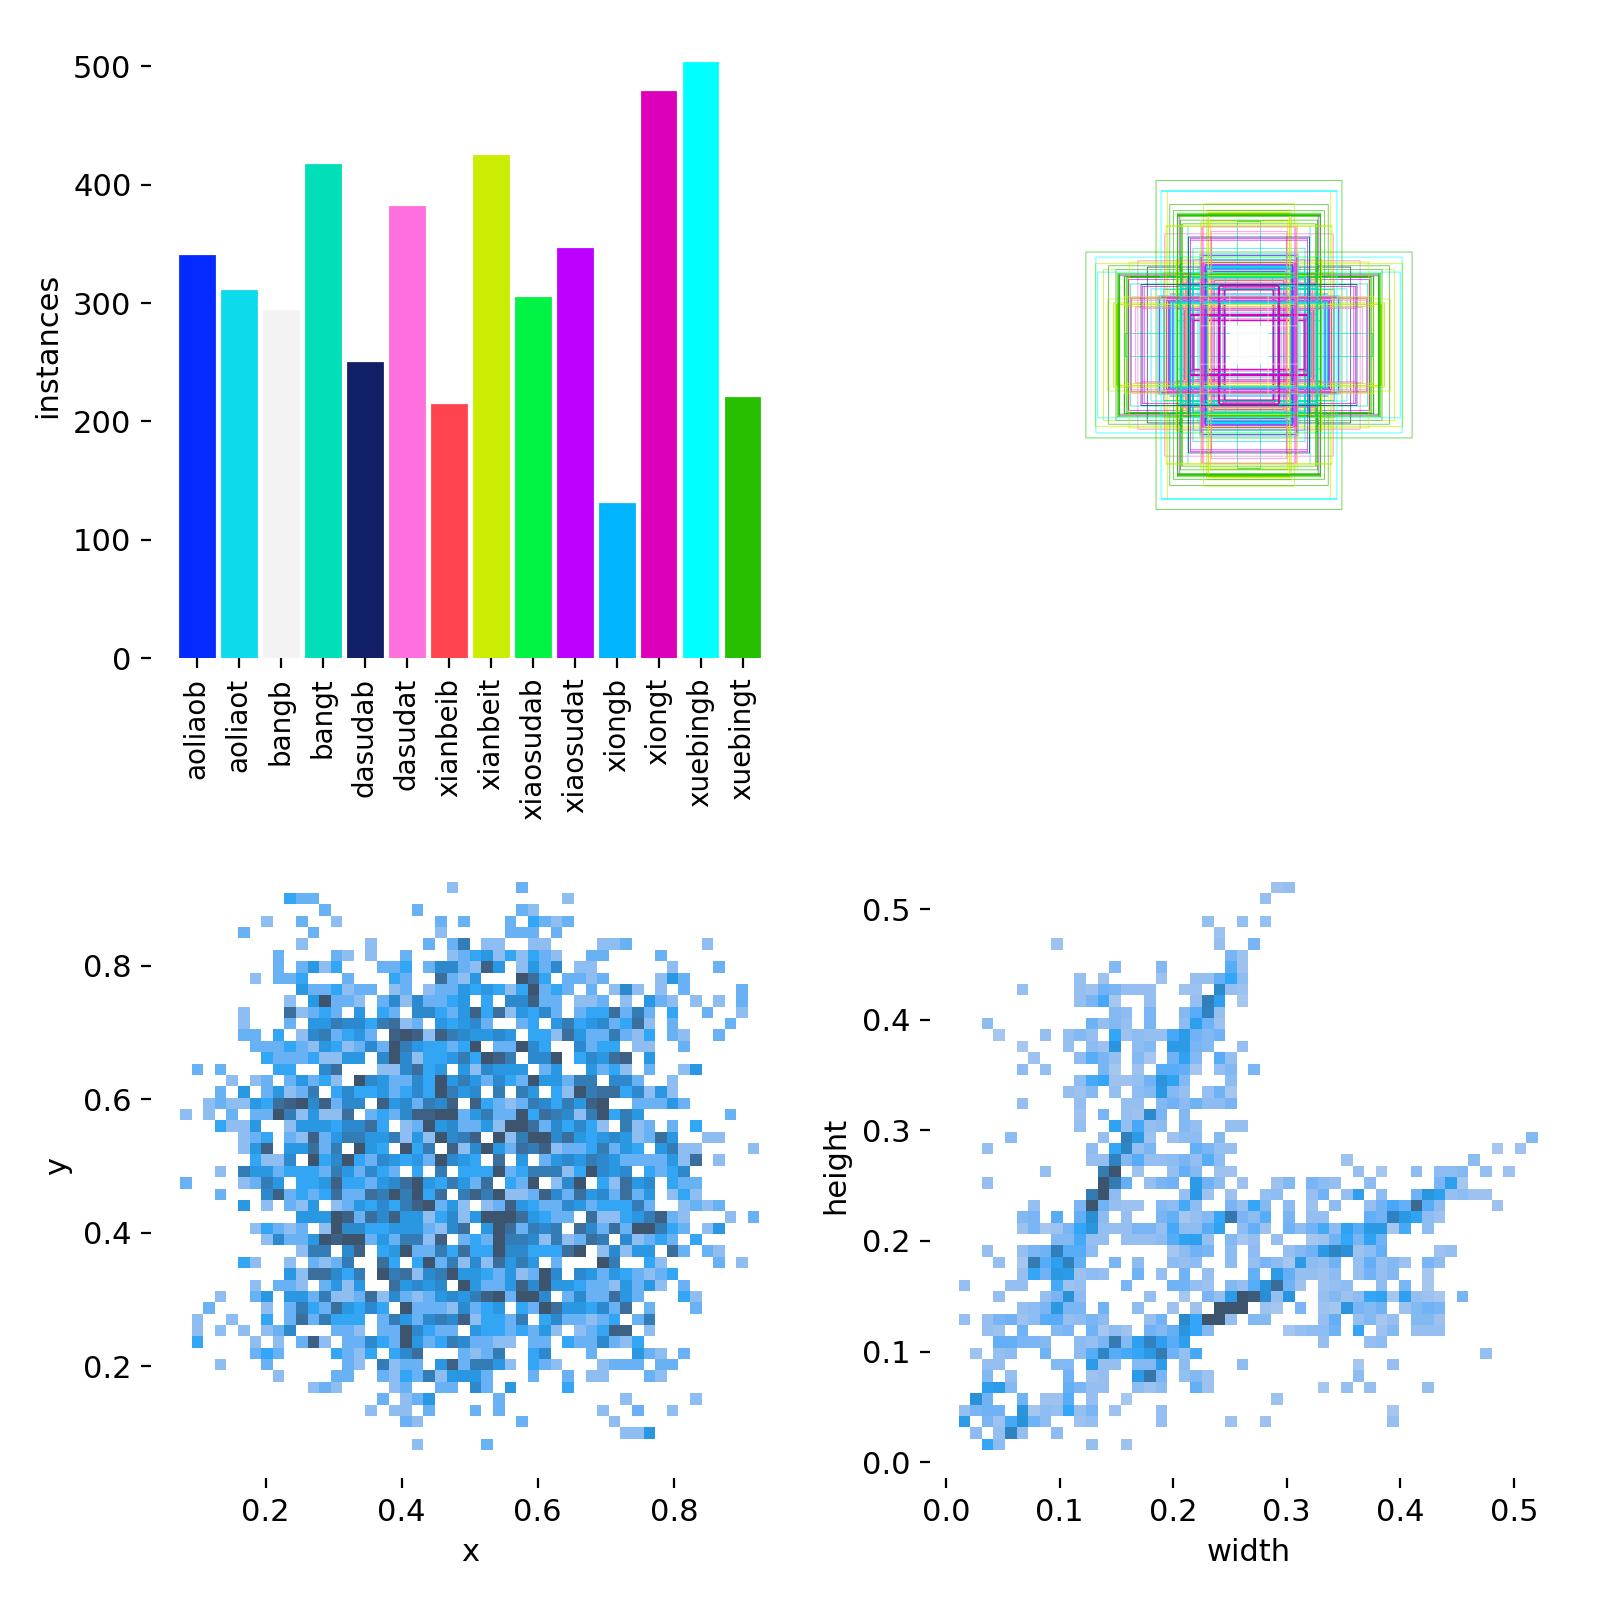 instances
500
400
300
200
100
0
aoliaob
aoliaot
bangb
bangt
dasudab
dasudat
xianbeib
xianbeit
xiaosudab
xiaosudat
xiongb
xiongt
xuebingb
xuebingt
y
0.8
0.6
0.4
0.2
0.2 0.4 0.6 0.8
x
height
0.5
0.4
0.3
0.2
0.1
0.0
0.0 0.1 0.2 0.3 0.4 0.5
width